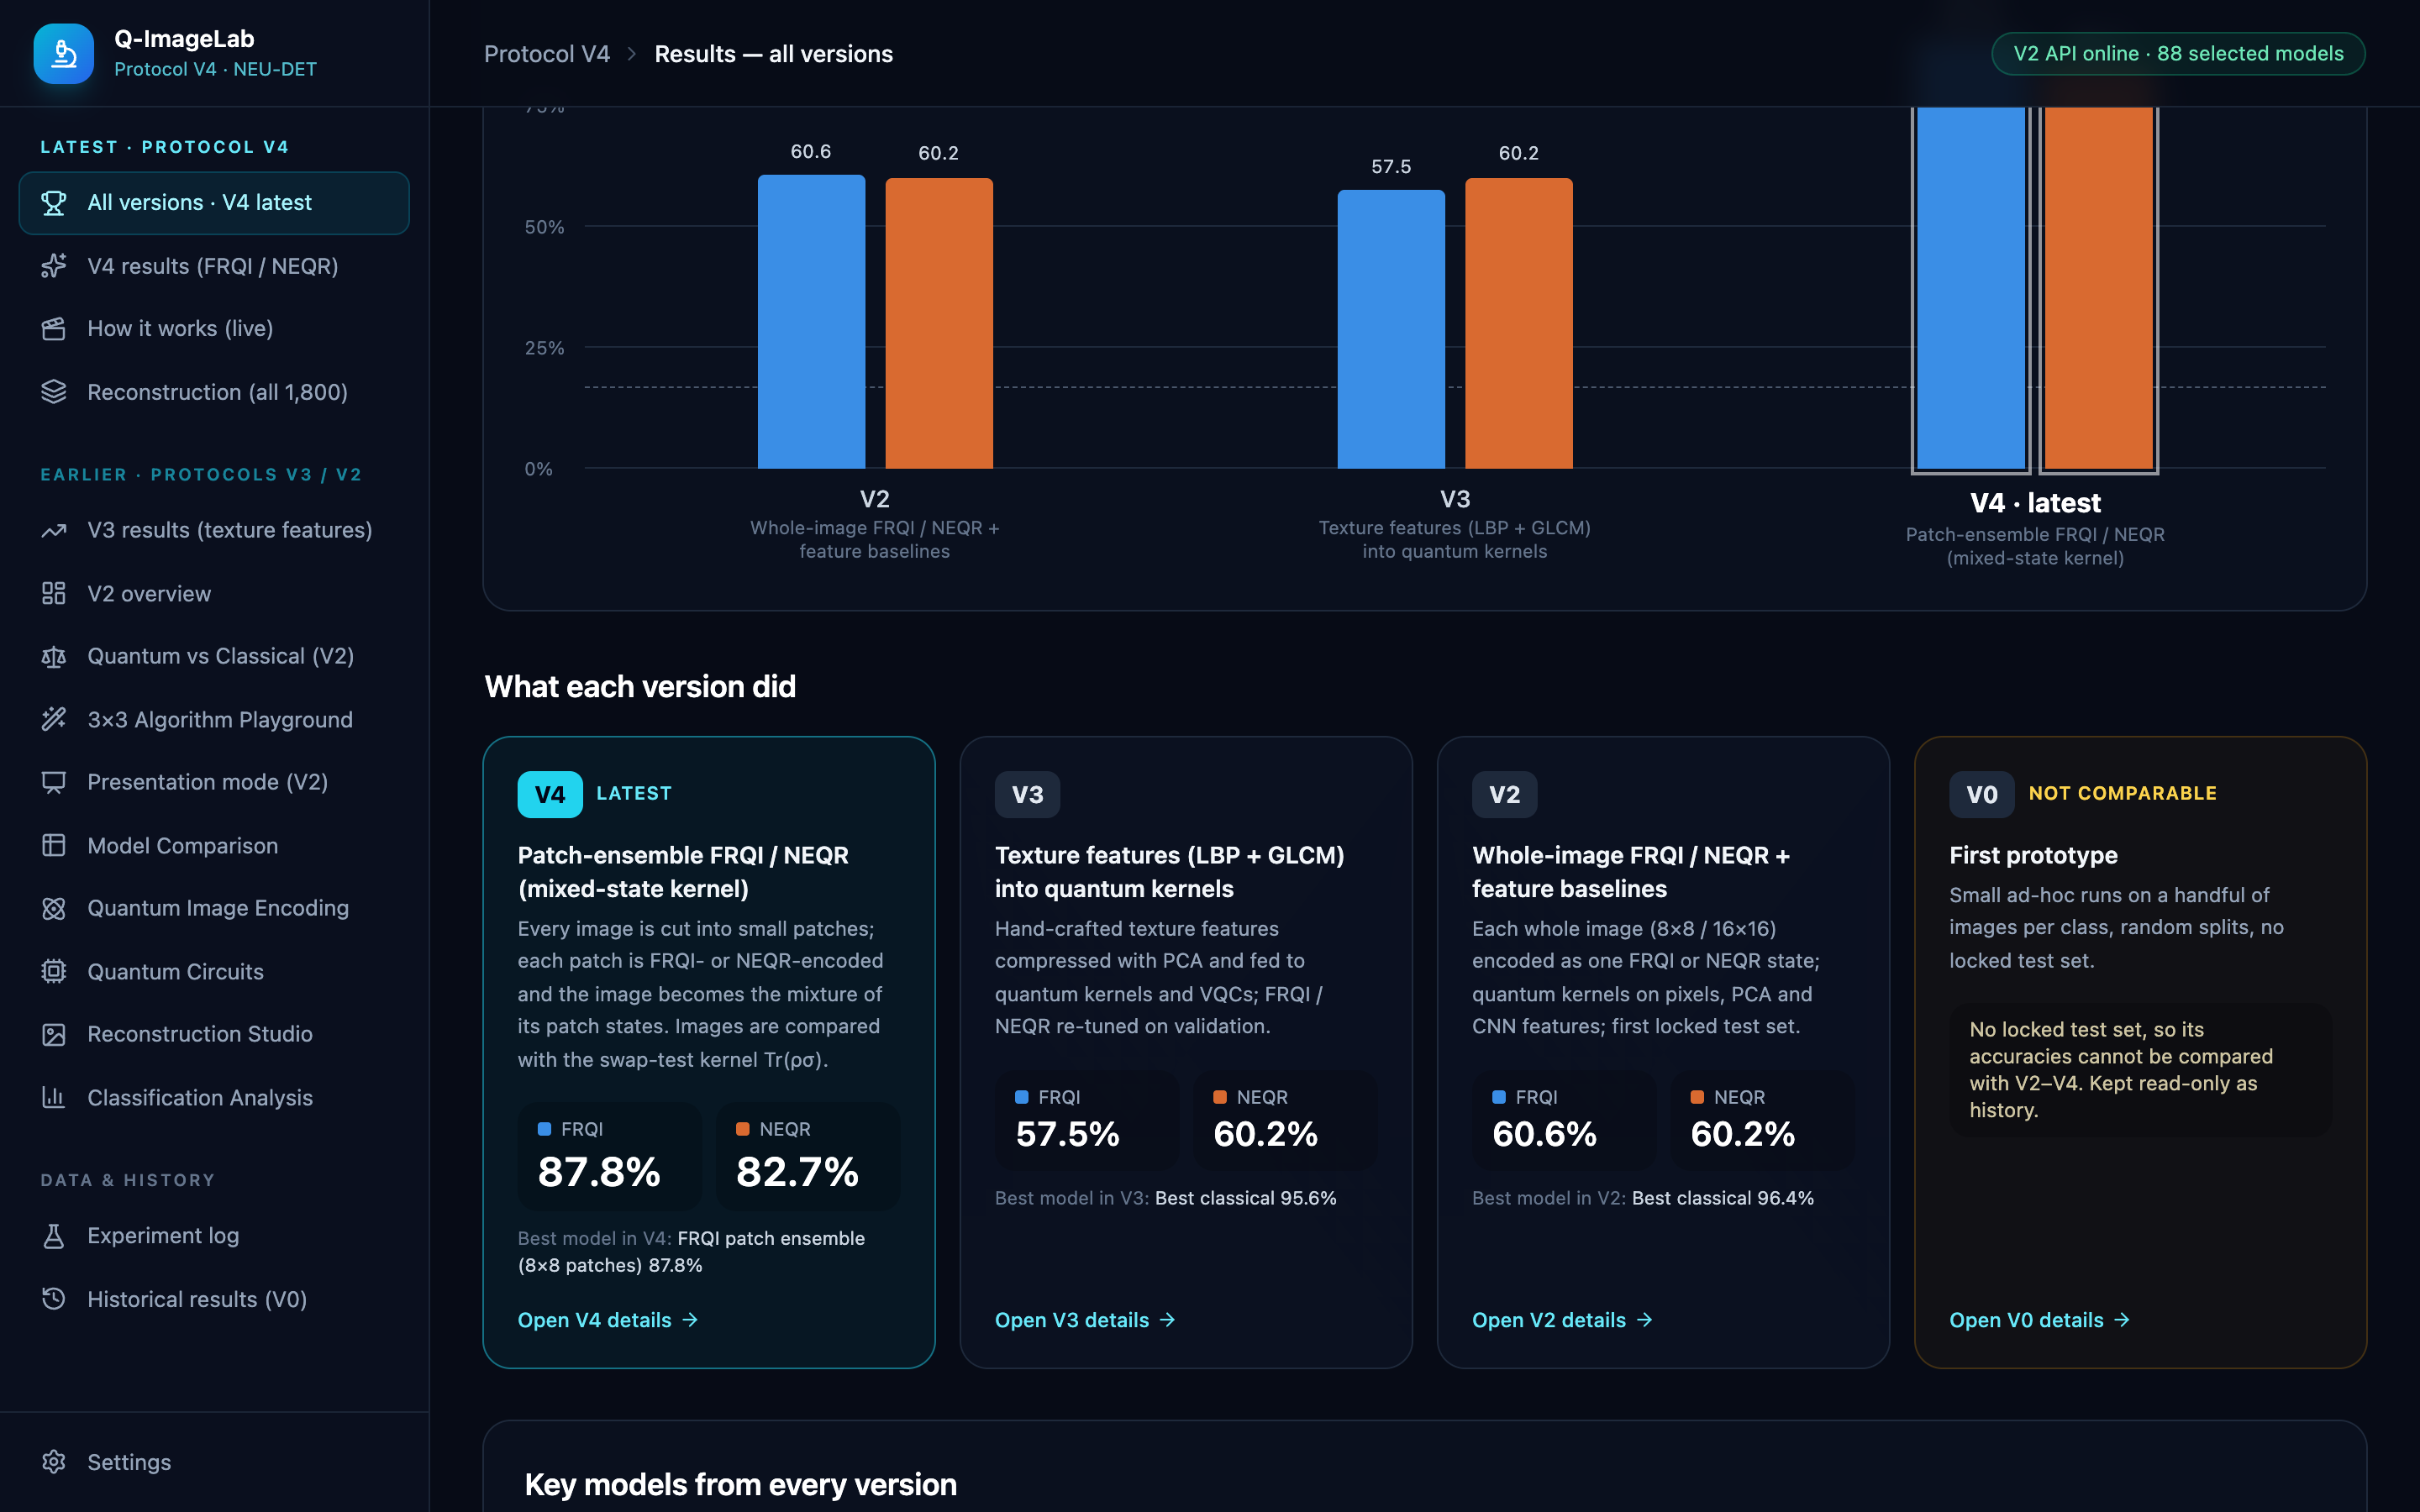 Q-ImageLab
Protocol V4 · NEU-DET
LATEST · PROTOCOL V4
All versions · V4 latest
V4 results (FRQI / NEQR)
How it works (live)
Reconstruction (all 1,800)
EARLIER · PROTOCOLS V3 / V2
V3 results (texture features)
V2 overview
Quantum vs Classical (V2)
3×3 Algorithm Playground
Presentation mode (V2)
Model Comparison
Quantum Image Encoding
Quantum Circuits
Reconstruction Studio
Classification Analysis
DATA & HISTORY
Experiment log
Historical results (V0)
Settings
Protocol V4 > Results — all versions
V2 API online · 88 selected models
75%
60.6
60.2
57.5
60.2
50%
25%
0%
V2
Whole-image FRQI / NEQR +
feature baselines
V3
Texture features (LBP + GLCM)
into quantum kernels
V4 · latest
Patch-ensemble FRQI / NEQR
(mixed-state kernel)
What each version did
V4 LATEST
Patch-ensemble FRQI / NEQR
(mixed-state kernel)
Every image is cut into small patches;
each patch is FRQI- or NEQR-encoded
and the image becomes the mixture of
its patch states. Images are compared
with the swap-test kernel Tr(ρσ).
FRQI
87.8%
NEQR
82.7%
Best model in V4: FRQI patch ensemble
(8×8 patches) 87.8%
Open V4 details →
V3
Texture features (LBP + GLCM)
into quantum kernels
Hand-crafted texture features
compressed with PCA and fed to
quantum kernels and VQCs; FRQI /
NEQR re-tuned on validation.
FRQI
57.5%
NEQR
60.2%
Best model in V3: Best classical 95.6%
Open V3 details →
V2
Whole-image FRQI / NEQR +
feature baselines
Each whole image (8×8 / 16×16)
encoded as one FRQI or NEQR state;
quantum kernels on pixels, PCA and
CNN features; first locked test set.
FRQI
60.6%
NEQR
60.2%
Best model in V2: Best classical 96.4%
Open V2 details →
V0 NOT COMPARABLE
First prototype
Small ad-hoc runs on a handful of
images per class, random splits, no
locked test set.
No locked test set, so its
accuracies cannot be compared
with V2–V4. Kept read-only as
history.
Open V0 details →
Key models from every version